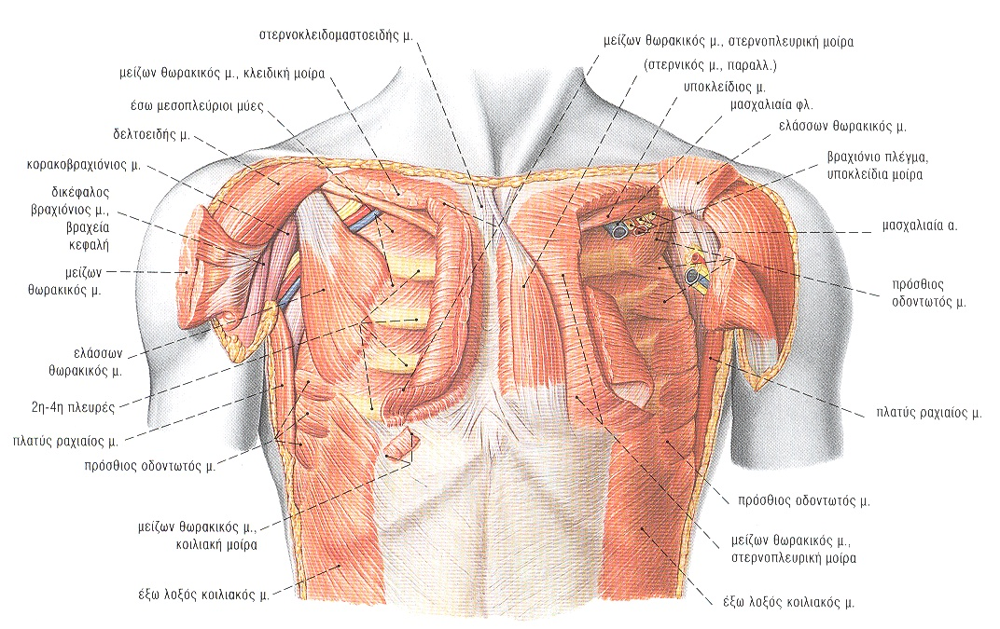 στερνοκλειδομαστοειδής μ.
μείζων θωρακικός μ., κλειδική μοίρα
έσω μεσοπλεύριοι μύες
δελτοειδής μ.
κορακοβραχιόνιος μ.
δικέφαλος
βραχιόνιος μ.,
βραχεία
κεφαλή
μείζων
θωρακικός μ.
ελάσσων
θωρακικός μ.
2η-4η πλευρές
πλατύς ραχιαίος μ.
πρόσθιος οδοντωτός μ.
μείζων θωρακικός μ.,
κοιλιακή μοίρα
έξω λοξός κοιλιακός μ.
μείζων θωρακικός μ., στερνοπλευρική μοίρα
(στερνικός μ., παραλλ.)
υποκλείδιος μ.
μασχαλιαία φλ.
ελάσσων θωρακικός μ.
βραχιόνιο πλέγμα,
υποκλείδια μοίρα
μασχαλιαία α.
πρόσθιος
οδοντωτός μ.
πλατύς ραχιαίος μ.
πρόσθιος οδοντωτός μ.
μείζων θωρακικός μ.,
στερνοπλευρική μοίρα
έξω λοξός κοιλιακός μ.